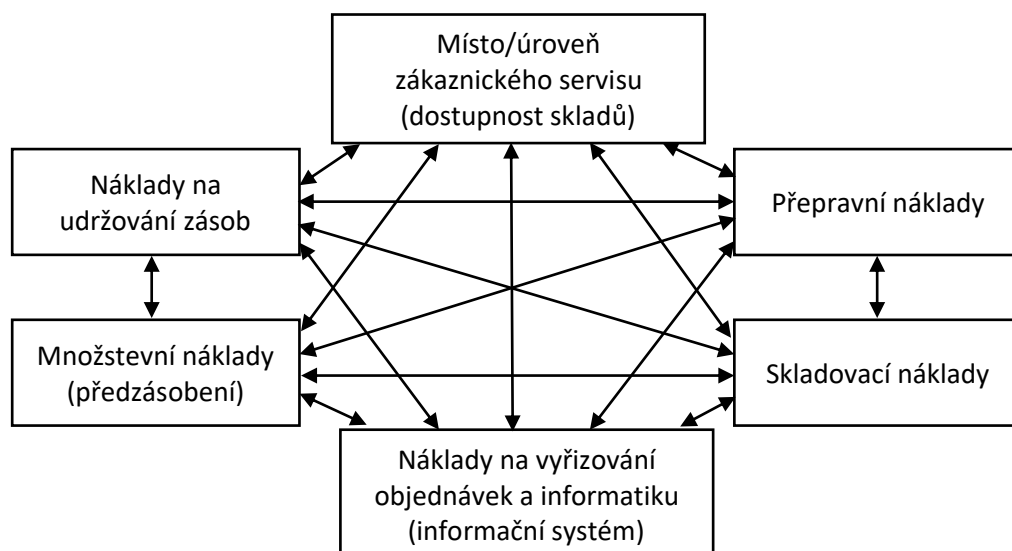 Místo/úroveň
zákaznického servisu
(dostupnost skladů)
Náklady na
udržování zásob
Přepravní náklady
Množstevní náklady
(předzásobení)
Skladovací náklady
Náklady na vyřizování
objednávek a informatiku
(informační systém)